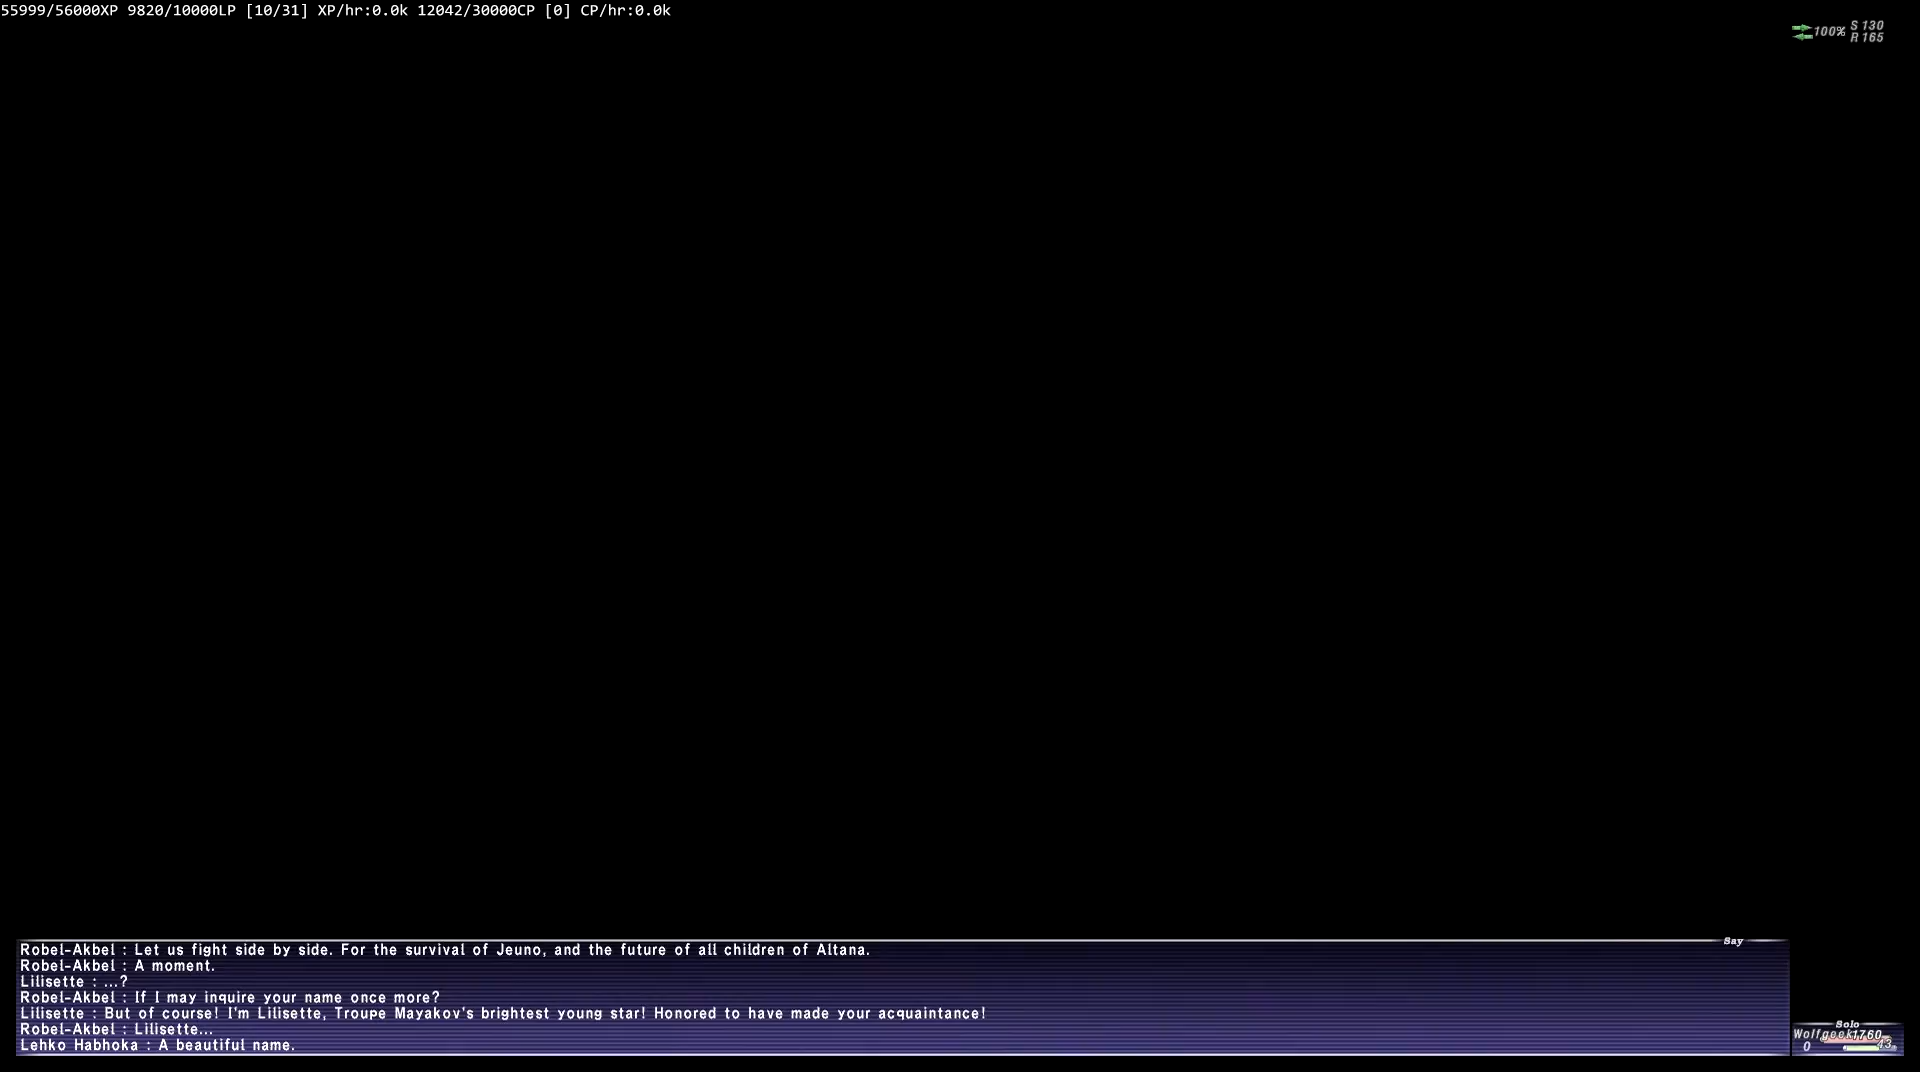 55999/56000XP 9820/10000LP [10/31] XP/hr:0.0k 12042/30000CP [0] CP/hr:0.0k
100% S 130
R 165
Say
Robel-Akbel : Let us fight side by side. For the survival of Jeuno, and the future of all children of Altana.
Robel-Akbel : A moment.
Lilisette : ...?
Robel-Akbel : If I may inquire your name once more?
Lilisette : But of course! I'm Lilisette, Troupe Mayakov's brightest young star! Honored to have made your acquaintance!
Robel-Akbel : Lilisette...
Lehko Habhoka : A beautiful name.
Solo
Wolfgeek1760
0